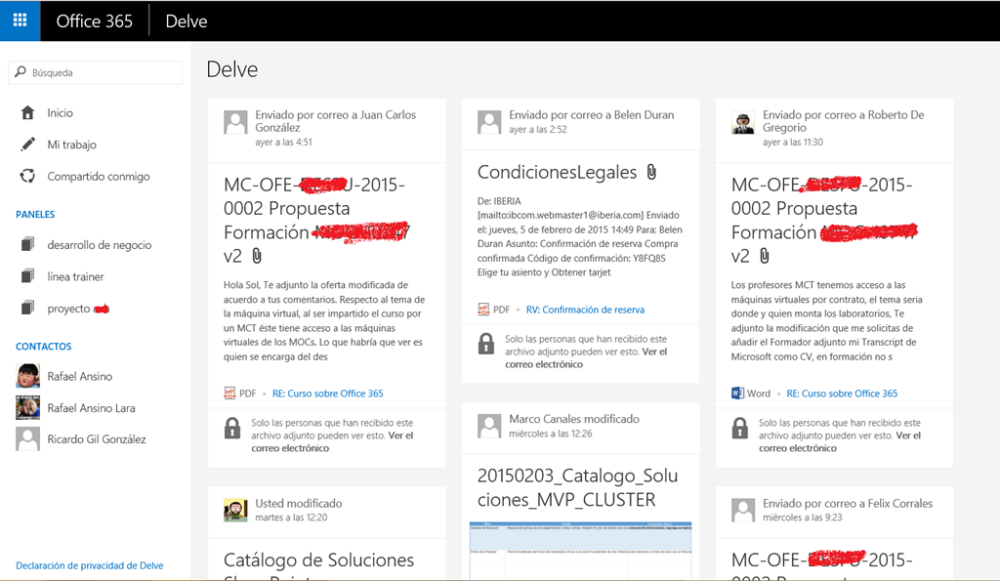 Office 365
Delve
Búsqueda
Inicio
Mi trabajo
Compartido conmigo
PANELES
desarrollo de negocio
línea trainer
proyecto
CONTACTOS
Rafael Ansino
Rafael Ansino Lara
Ricardo Gil González
Declaración de privacidad de Delve
Delve
Enviado por correo a Juan Carlos
González
ayer a las 4:51
MC-OFE- -2015-
0002 Propuesta
Formación
v2
Hola Sol, Te adjunto la oferta modificada de
acuerdo a tus comentarios. Respecto al tema de
la máquina virtual, al ser impartido el curso por
un MCT éste tiene acceso a las máquinas
virtuales de los MOCs. Lo que habría que ver es
quien se encarga del des
PDF • RE: Curso sobre Office 365
Solo las personas que han recibido este
archivo adjunto pueden ver esto. Ver el
correo electrónico
Usted modificado
martes a las 12:20
Catálogo de Soluciones
Enviado por correo a Belen Duran
ayer a las 2:52
CondicionesLegales
De: IBERIA
[mailto:ibcom.webmaster1@iberia.com] Enviado
el: jueves, 5 de febrero de 2015 14:49 Para: Belen
Duran Asunto: Confirmación de reserva Compra
confirmada Código de confirmación: Y8FQ8S
Elige tu asiento y Obtener tarjet
PDF • RV: Confirmación de reserva
Solo las personas que han recibido este
archivo adjunto pueden ver esto. Ver el
correo electrónico
Marco Canales modificado
miércoles a las 12:26
20150203_Catalogo_Solu
ciones_MVP_CLUSTER
Enviado por correo a Roberto De
Gregorio
ayer a las 11:30
MC-OFE- -2015-
0002 Propuesta
Formación
v2
Los profesores MCT tenemos acceso a las
máquinas virtuales por contrato, el tema seria
donde y quien monta los laboratorios, Te
adjunto la modificación que me solicitas de
añadir el Formador adjunto mi Transcript de
Microsoft como CV, en formación no s
Word • RE: Curso sobre Office 365
Solo las personas que han recibido este
archivo adjunto pueden ver esto. Ver el
correo electrónico
Enviado por correo a Felix Corrales
miércoles a las 9:23
MC-OFE- -2015-